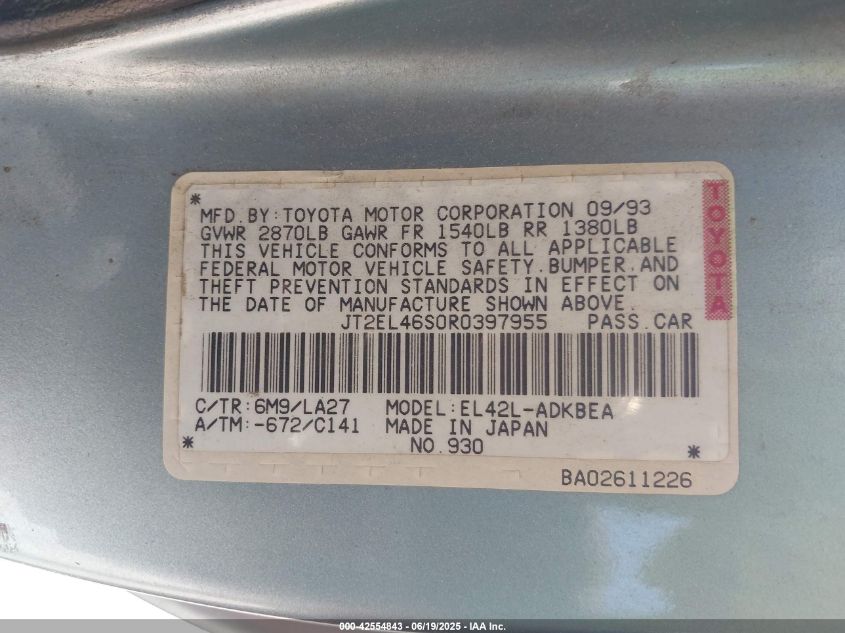 * MFD.BY:TOYOTA MOTOR CORPORATION 09/93
GVWR 2870LB GAWR FR 1540LB RR 1380LB
THIS VEHICLE CONFORMS TO ALL APPLICABLE
FEDERAL MOTOR VEHICLE SAFETY.BUMPER.AND
THEFT PREVENTION STANDARDS IN EFFECT ON
THE DATE OF MANUFACTURE SHOWN ABOVE.
JT2EL46S0R0397955 PASS.CAR
TOYOTA
C/TR:6M9/LA27 MODEL:EL42L-ADKBEA
A/TM:-672/C141 MADE IN JAPAN
* NO.930 *
BA02611226
000-42554843 - 06/19/2025 - IAA Inc.